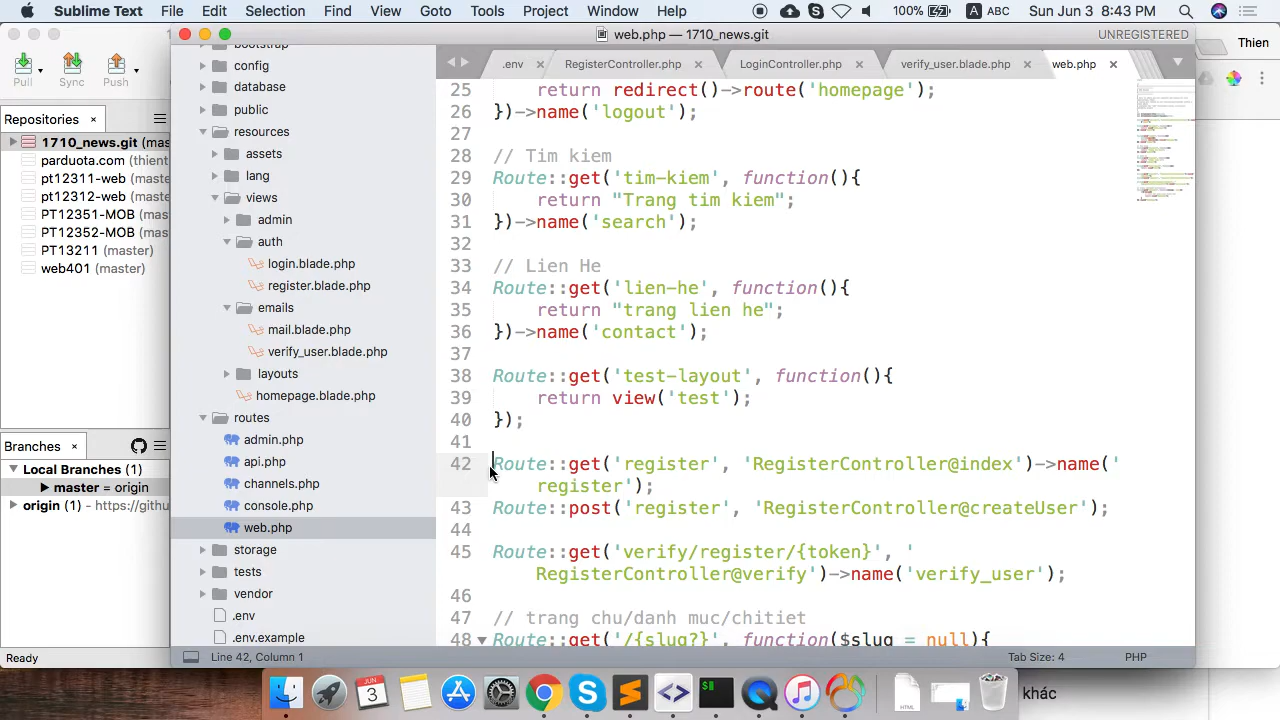 Sublime Text File Edit Selection Find View Goto Tools Project Window Help 100% A ABC Sun Jun 3 8:43 PM
web.php — 1710_news.git UNREGISTERED
Thien
Pull Sync Push
.env RegisterController.php LoginController.php verify_user.blade.php web.php
Repositories
1710_news.git (mas
parduota.com (thient
pt12311-web
pt12312-web
PT12351-MOB
PT12352-MOB
PT13211 (master)
web401 (master)
Branches
Local Branches (1)
master = origin
origin (1) - https://githu
Ready
bootstrap
config
database
public
resources
assets
lang
views
admin
auth
login.blade.php
register.blade.php
emails
mail.blade.php
verify_user.blade.php
layouts
homepage.blade.php
routes
admin.php
api.php
channels.php
console.php
web.php
storage
tests
vendor
.env
.env.example
25 return redirect()->route('homepage');
26 })->name('logout');
27
28 // Tim kiem
29 Route::get('tim-kiem', function(){
30 return "Trang tim kiem";
31 })->name('search');
32
33 // Lien He
34 Route::get('lien-he', function(){
35 return "trang lien he";
36 })->name('contact');
37
38 Route::get('test-layout', function(){
39 return view('test');
40 });
41
42 Route::get('register', 'RegisterController@index')->name('
register');
43 Route::post('register', 'RegisterController@createUser');
44
45 Route::get('verify/register/{token}', '
RegisterController@verify')->name('verify_user');
46
47 // trang chu/danh muc/chitiet
48 Route::get('/{slug?}', function($slug = null){
Line 42, Column 1 Tab Size: 4 PHP
JUN
3
HTML
khác